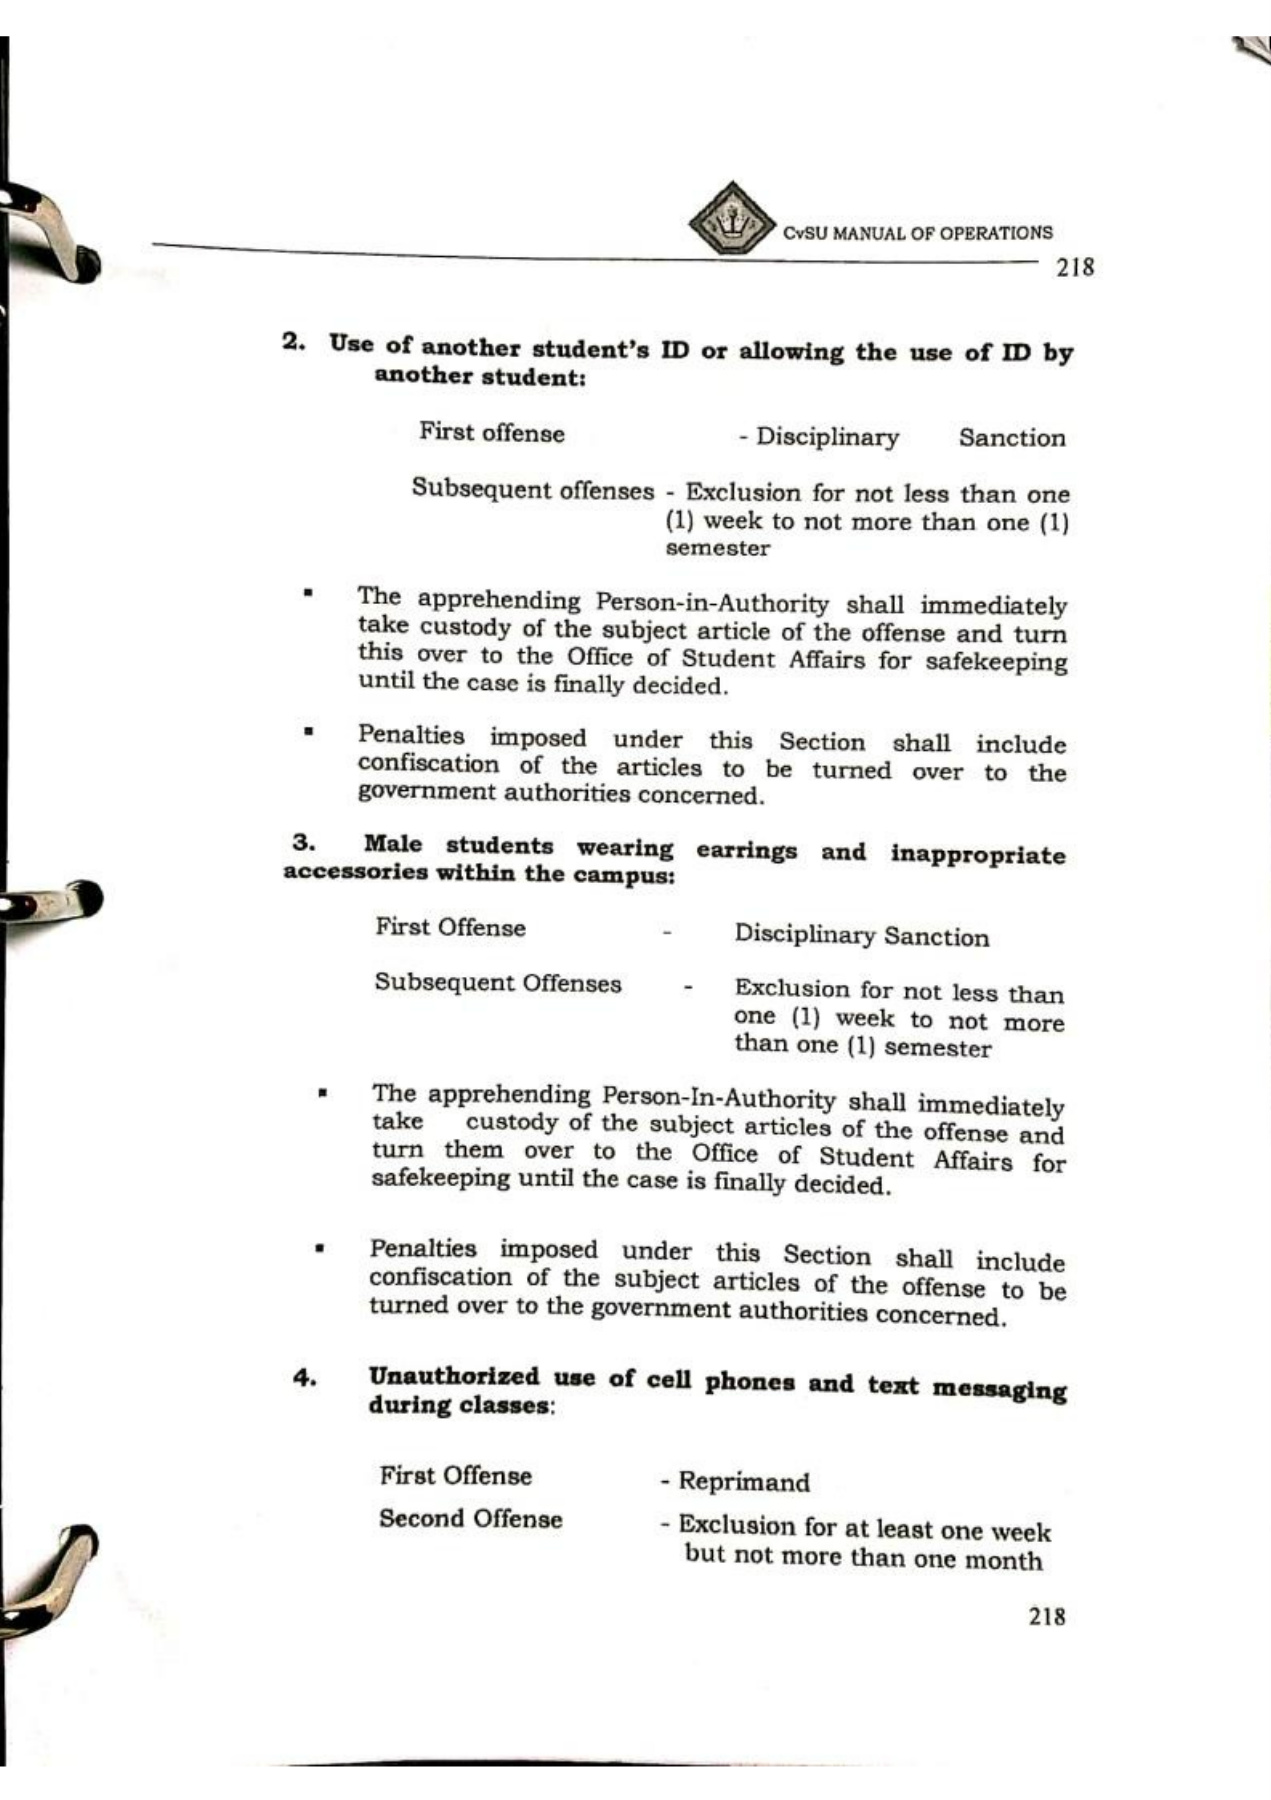 CvSU MANUAL OF OPERATIONS
218
2. Use of another student's ID or allowing the use of ID by
another student:
First offense - Disciplinary Sanction
Subsequent offenses - Exclusion for not less than one
(1) week to not more than one (1)
semester
▪ The apprehending Person-in-Authority shall immediately
take custody of the subject article of the offense and turn
this over to the Office of Student Affairs for safekeeping
until the case is finally decided.
▪ Penalties imposed under this Section shall include
confiscation of the articles to be turned over to the
government authorities concerned.
3. Male students wearing earrings and inappropriate
accessories within the campus:
First Offense - Disciplinary Sanction
Subsequent Offenses - Exclusion for not less than
one (1) week to not more
than one (1) semester
▪ The apprehending Person-In-Authority shall immediately
take custody of the subject articles of the offense and
turn them over to the Office of Student Affairs for
safekeeping until the case is finally decided.
▪ Penalties imposed under this Section shall include
confiscation of the subject articles of the offense to be
turned over to the government authorities concerned.
4. Unauthorized use of cell phones and text messaging
during classes:
First Offense - Reprimand
Second Offense - Exclusion for at least one week
but not more than one month
218